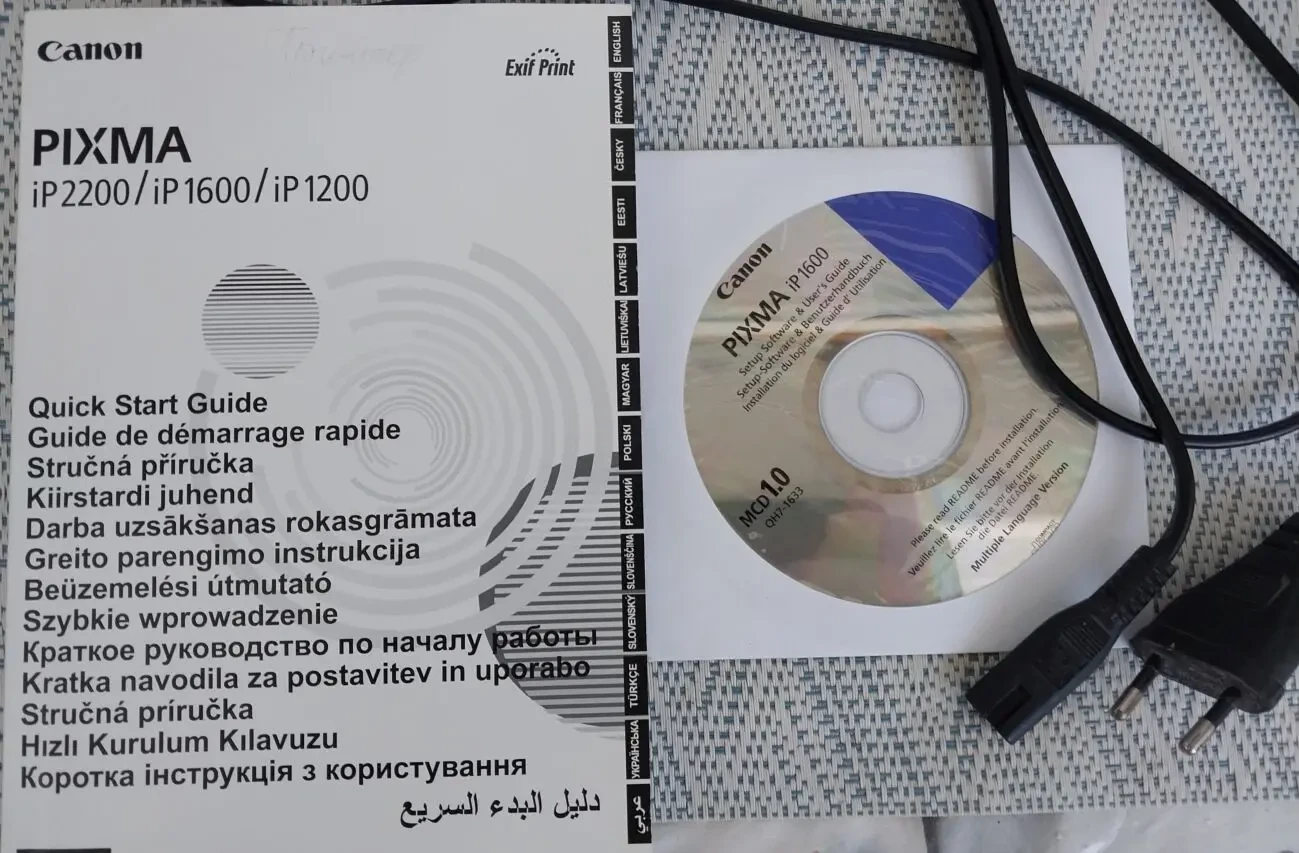 Canon
Exif Print
PIXMA
iP2200/iP1600/iP1200
Quick Start Guide
Guide de démarrage rapide
Stručná příručka
Kiirstardi juhend
Darba uzsākšanas rokasgrāmata
Greito parengimo instrukcija
Beüzemelési útmutató
Szybkie wprowadzenie
Краткое руководство по началу работы
Kratka navodila za postavitev in uporabo
Stručná príručka
Hızlı Kurulum Kılavuzu
Коротка інструкція з користування
دليل البدء السريع
ENGLISH
FRANÇAIS
ČESKY
EESTI
LATVIEŠU
LIETUVIŠKAI
MAGYAR
POLSKI
РУССКИЙ
SLOVENŠČINA
SLOVENSKÝ
TÜRKÇE
УКРАЇНСЬКА
عربي
Canon
PIXMA iP1600
Setup Software & User's Guide
Setup-Software & Benutzerhandbuch
Installation du logiciel & Guide d' Utilisation
MCD1.0
QH7-1633
Please read README before installation.
Veuillez lire le fichier README avant l'installation.
Lesen Sie bitte vor der Installation
die Datei README.
Multiple Language Version